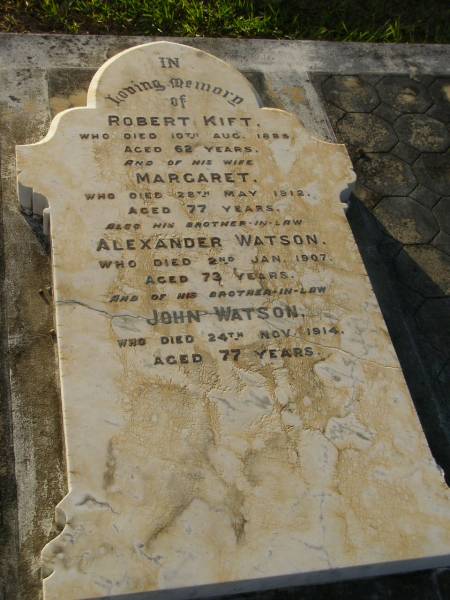 IN
Loving Memory
of
ROBERT KIFT.
WHO DIED 10TH AUG.
AGED 62 YEARS.
AND OF HIS WIFE
MARGARET.
WHO DIED 28TH MAY 1912.
AGED 77 YEARS.
ALSO HIS BROTHER-IN-LAW
ALEXANDER WATSON.
WHO DIED 2ND JAN. 1907.
AGED 73 YEARS.
AND OF HIS BROTHER-IN-LAW
JOHN WATSON.
WHO DIED 24TH NOV. 1914.
AGED 77 YEARS.